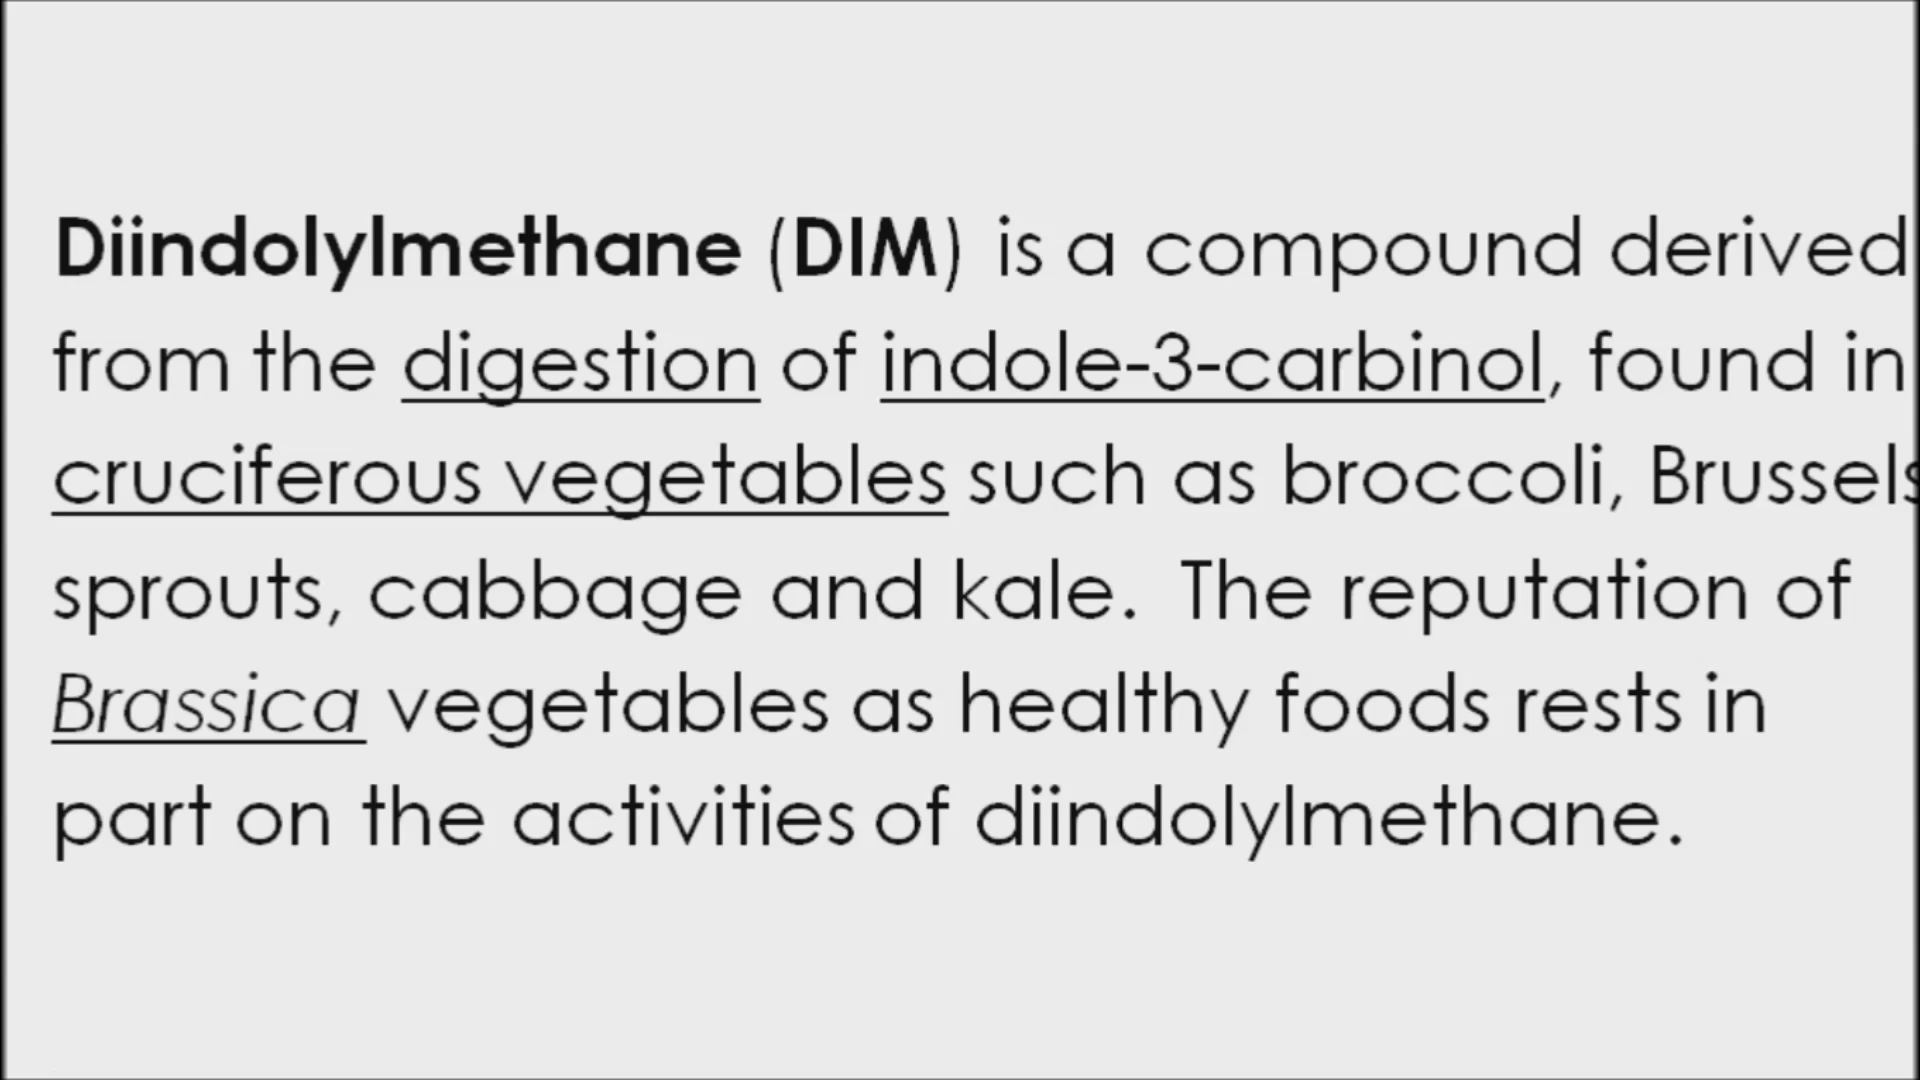 Diindolylmethane (DIM) is a compound derived
from the digestion of indole-3-carbinol, found in
cruciferous vegetables such as broccoli, Brussels
sprouts, cabbage and kale. The reputation of
Brassica vegetables as healthy foods rests in
part on the activities of diindolylmethane.